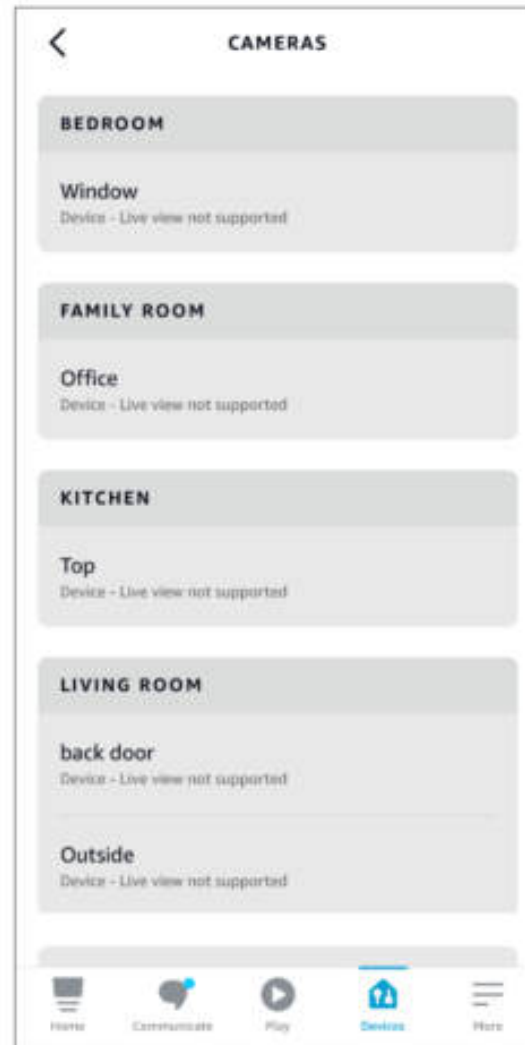 CAMERAS
BEDROOM
Window
Device - Live view not supported
FAMILY ROOM
Office
Device - Live view not supported
KITCHEN
Top
Device - Live view not supported
LIVING ROOM
back door
Device - Live view not supported
Outside
Device - Live view not supported
Home Communicate Play Devices More